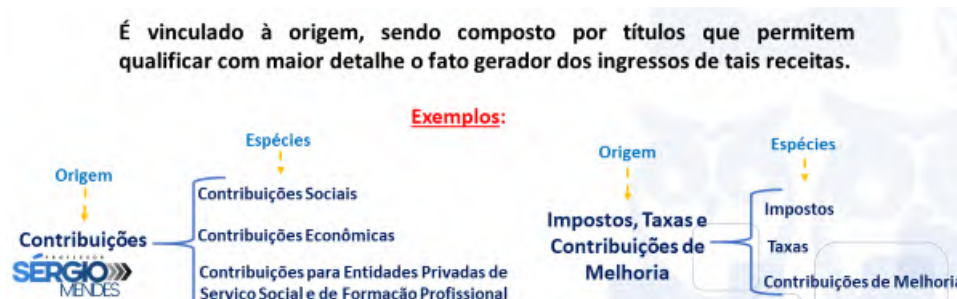 É vinculado à origem, sendo composto por títulos que permitem
qualificar com maior detalhe o fato gerador dos ingressos de tais receitas.
Exemplos:
Origem
Espécies
Contribuições
Contribuições Sociais
Contribuições Econômicas
Contribuições para Entidades Privadas de
Serviço Social e de Formação Profissional
Origem
Espécies
Impostos, Taxas e
Contribuições de
Melhoria
Impostos
Taxas
Contribuições de Melhoria
PROFESSOR
SÉRGIO
MENDES